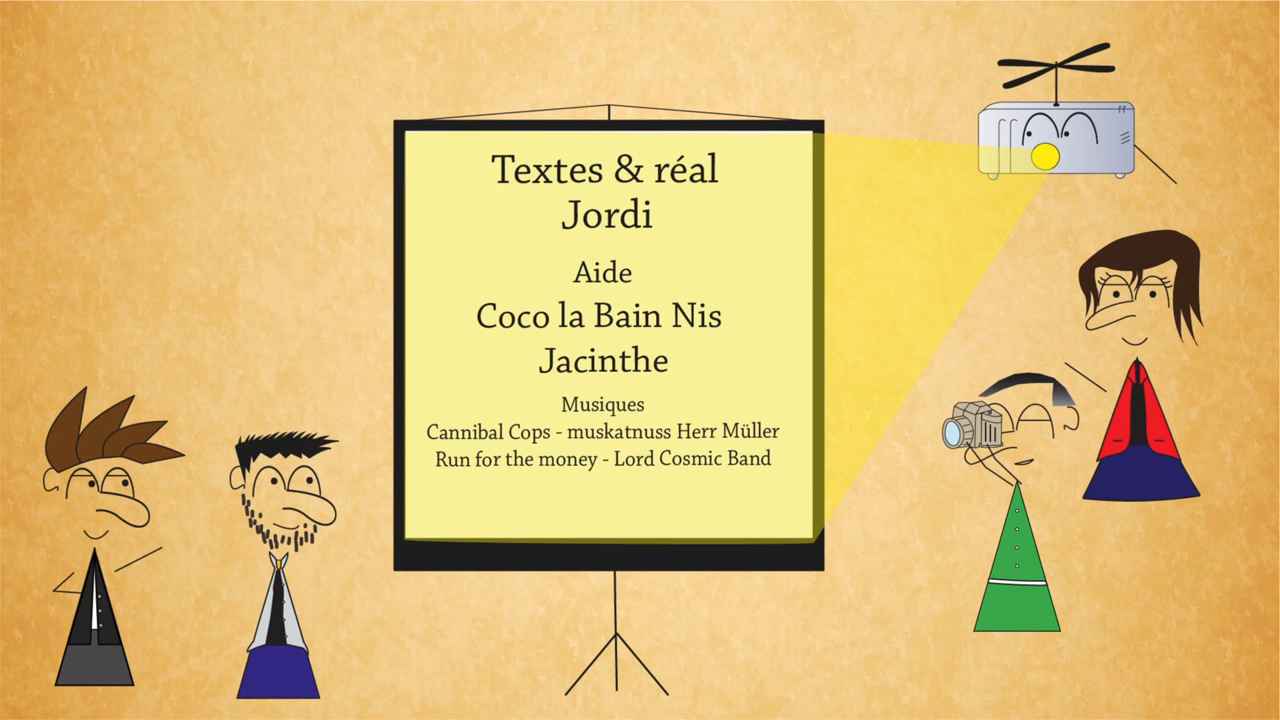 Textes & réal
Jordi
Aide
Coco la Bain Nis
Jacinthe
Musiques
Cannibal Cops - muskatnuss Herr Müller
Run for the money - Lord Cosmic Band